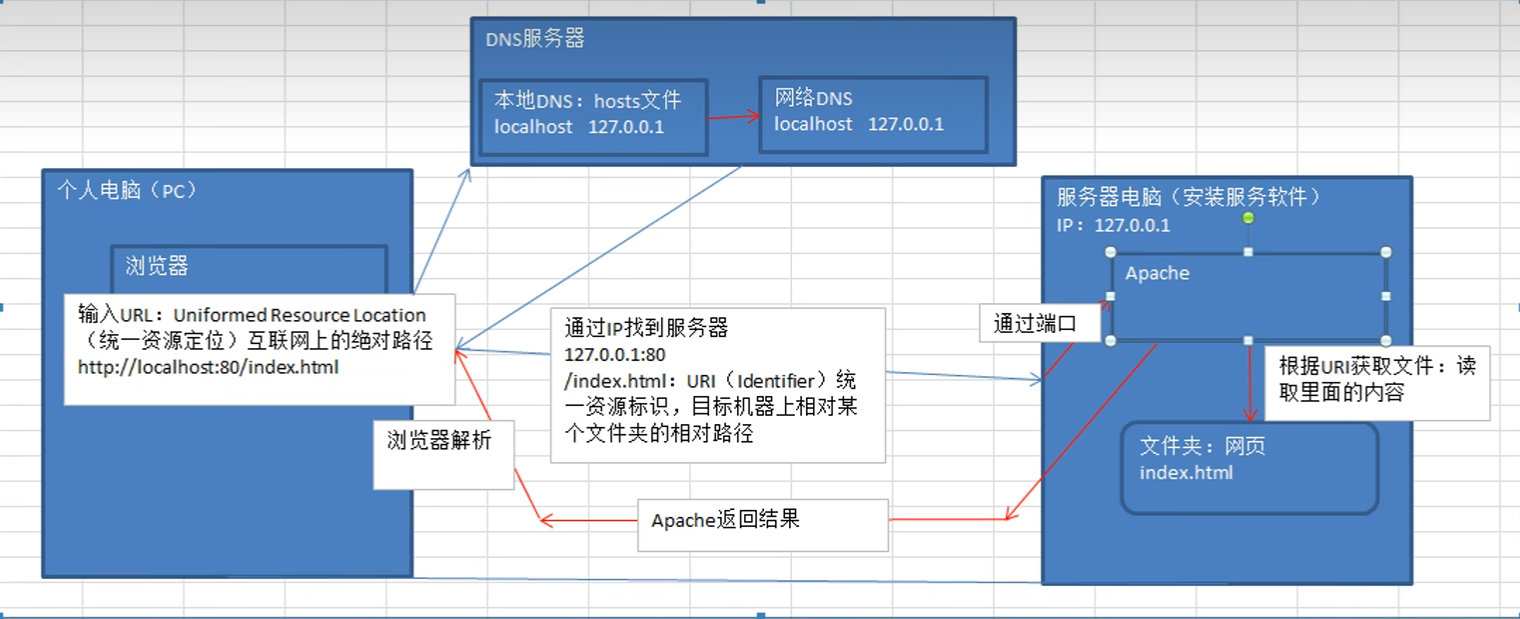 DNS服务器
本地DNS：hosts文件
localhost 127.0.0.1
网络DNS
localhost 127.0.0.1
个人电脑（PC）
浏览器
输入URL：Uniformed Resource Location
（统一资源定位）互联网上的绝对路径
http://localhost:80/index.html
浏览器解析
通过IP找到服务器
127.0.0.1:80
/index.html：URI（Identifier）统
一资源标识，目标机器上相对某
个文件夹的相对路径
Apache返回结果
通过端口
服务器电脑（安装服务软件）
IP：127.0.0.1
Apache
根据URI获取文件：读
取里面的内容
文件夹：网页
index.html